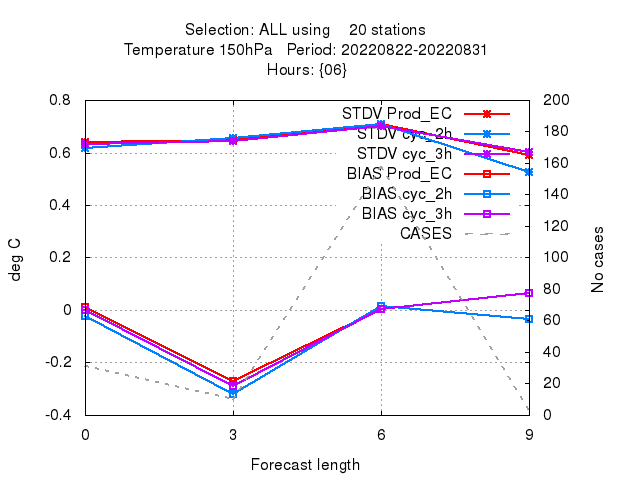 Selection: ALL using 20 stations
Temperature 150hPa Period: 20220822-20220831
Hours: {06}
STDV Prod_EC
STDV cyc_2h
STDV cyc_3h
BIAS Prod_EC
BIAS cyc_2h
BIAS cyc_3h
CASES
deg C
0.8
0.6
0.4
0.2
0
-0.2
-0.4
No cases
200
180
160
140
120
100
80
60
40
20
0
0 3 6 9
Forecast length